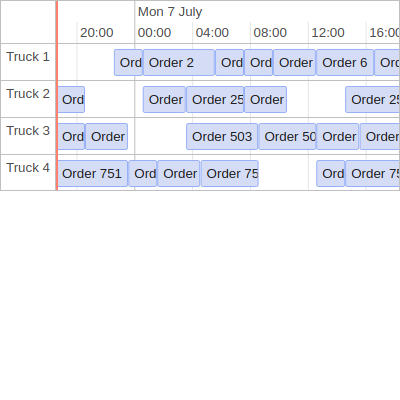 Mon 7 July
20:00 00:00 04:00 08:00 12:00 16:00
Truck 1 Ord Order 2 Ord Ord Order Order 6 Ord
Truck 2 Ord Order Order 25 Order Order 25
Truck 3 Ord Order Order 503 Order 50 Order Order
Truck 4 Order 751 Ord Order Order 75 Ord Order 75